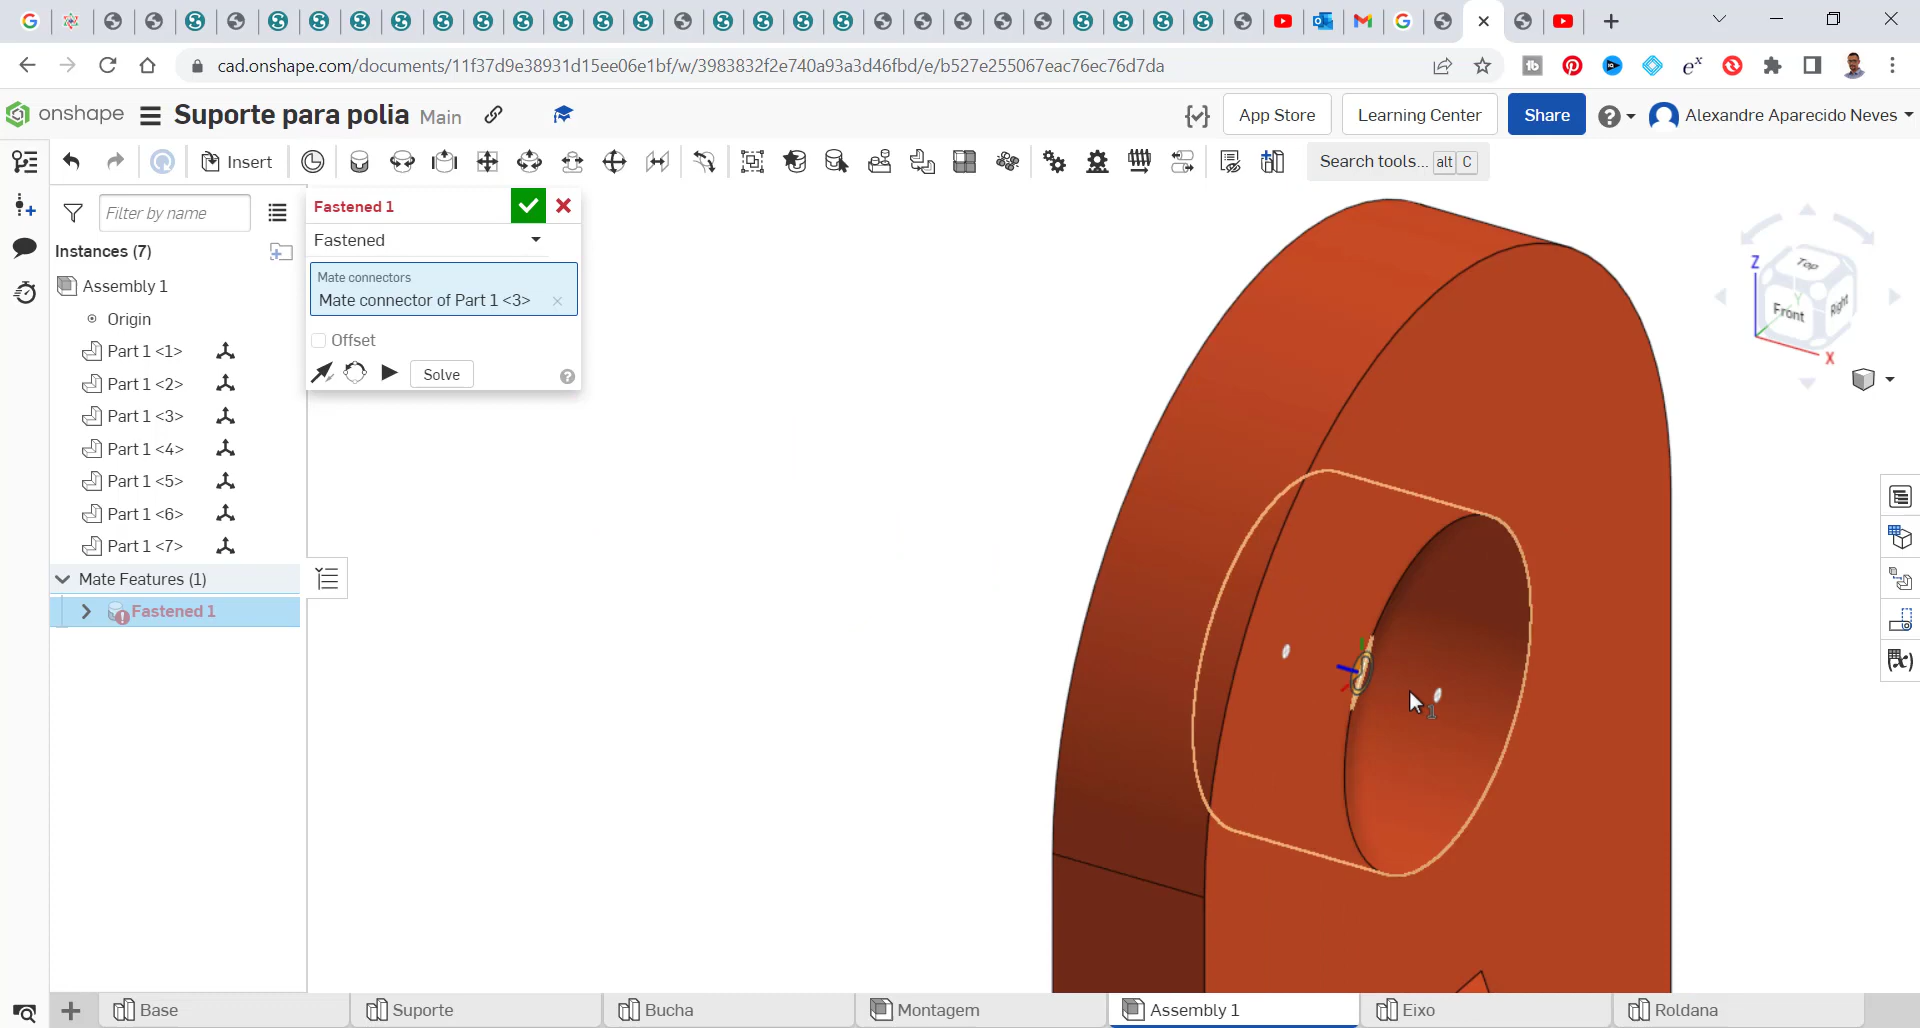 cad.onshape.com/documents/11f37d9e38931d15ee06e1bf/w/3983832f2e740a93a3d46fbd/e/b527e255067eac76ec76d7da
onshape
Suporte para polia Main
App Store
Learning Center
Share
Alexandre Aparecido Neves
Insert
Search tools... alt C
Filter by name
Instances (7)
Assembly 1
Origin
Part 1 <1>
Part 1 <2>
Part 1 <3>
Part 1 <4>
Part 1 <5>
Part 1 <6>
Part 1 <7>
Mate Features (1)
Fastened 1
Fastened 1
Fastened
Mate connectors
Mate connector of Part 1 <3>
Offset
Solve
1
Z
Top
Y
Front
Right
X
Base
Suporte
Bucha
Montagem
Assembly 1
Eixo
Roldana